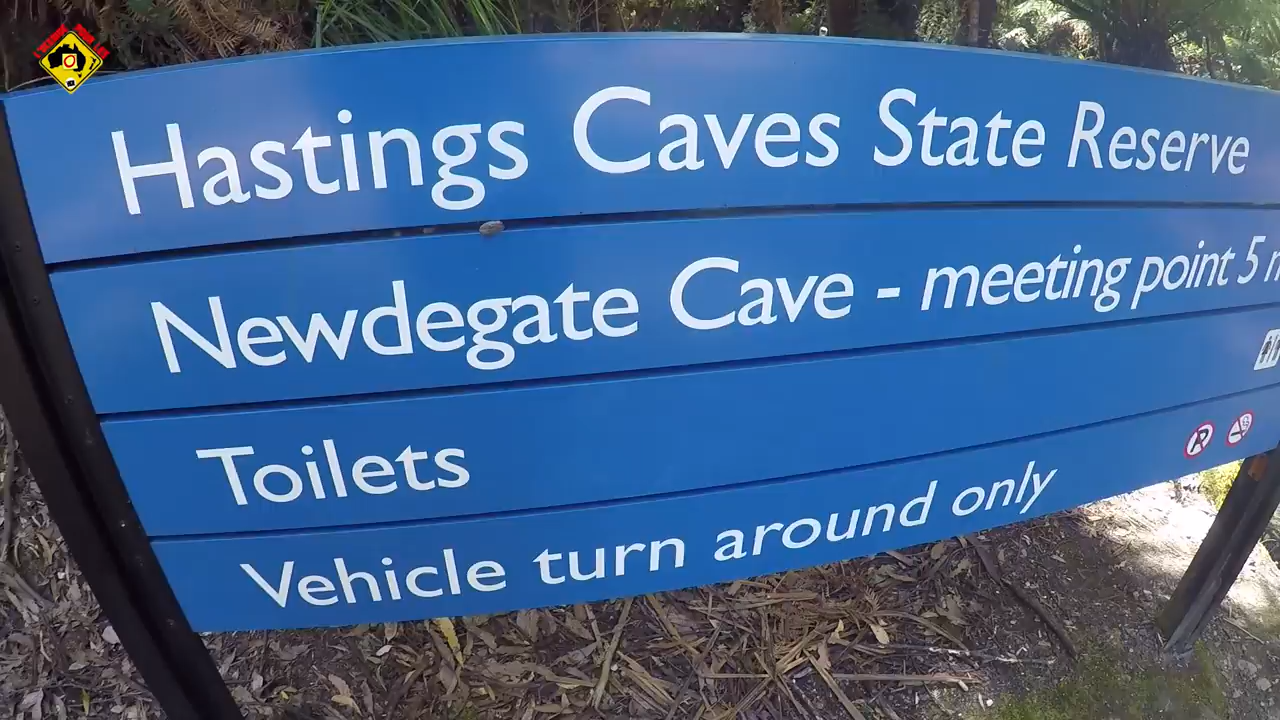 Hastings Caves State Reserve
Newdegate Cave - meeting point 5
Toilets
Vehicle turn around only